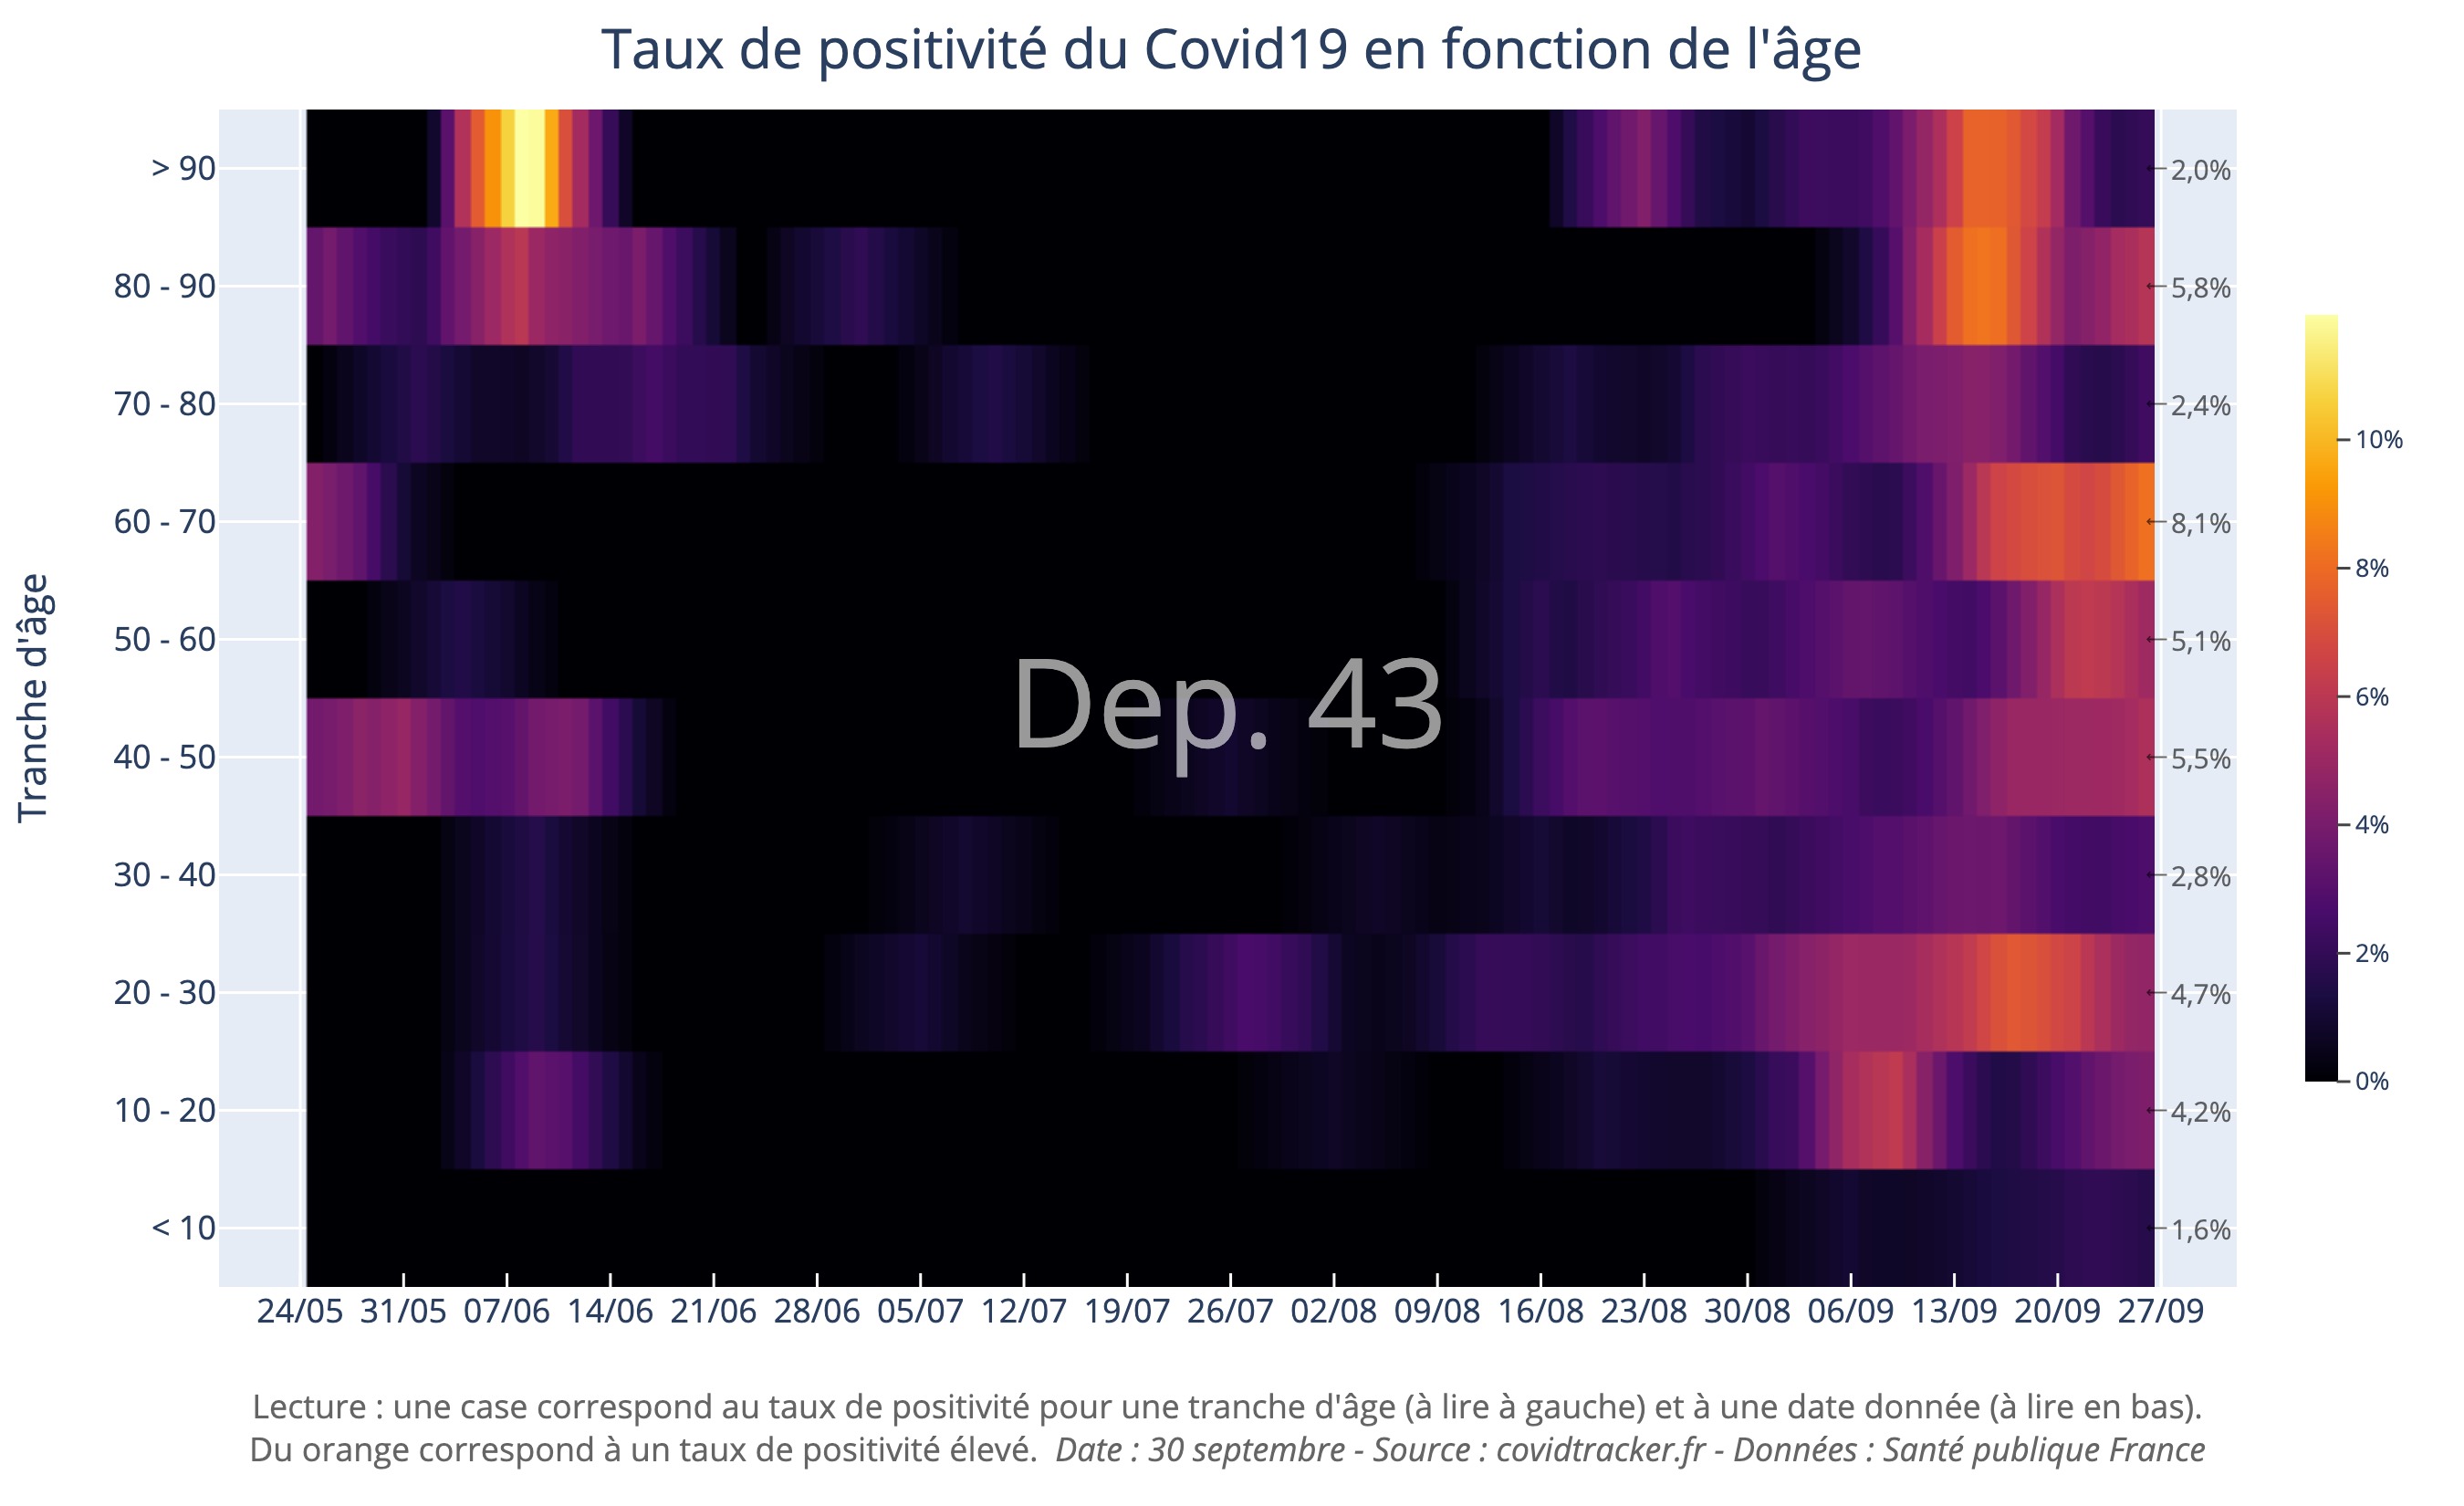 Taux de positivité du Covid19 en fonction de l'âge
Tranche d'âge
> 90
80 - 90
70 - 80
60 - 70
50 - 60
40 - 50
30 - 40
20 - 30
10 - 20
< 10
Dep. 43
2,0%
5,8%
2,4%
8,1%
5,1%
5,5%
2,8%
4,7%
4,2%
1,6%
10%
8%
6%
4%
2%
0%
24/05 31/05 07/06 14/06 21/06 28/06 05/07 12/07 19/07 26/07 02/08 09/08 16/08 23/08 30/08 06/09 13/09 20/09 27/09
Lecture : une case correspond au taux de positivité pour une tranche d'âge (à lire à gauche) et à une date donnée (à lire en bas).
Du orange correspond à un taux de positivité élevé. Date : 30 septembre - Source : covidtracker.fr - Données : Santé publique France